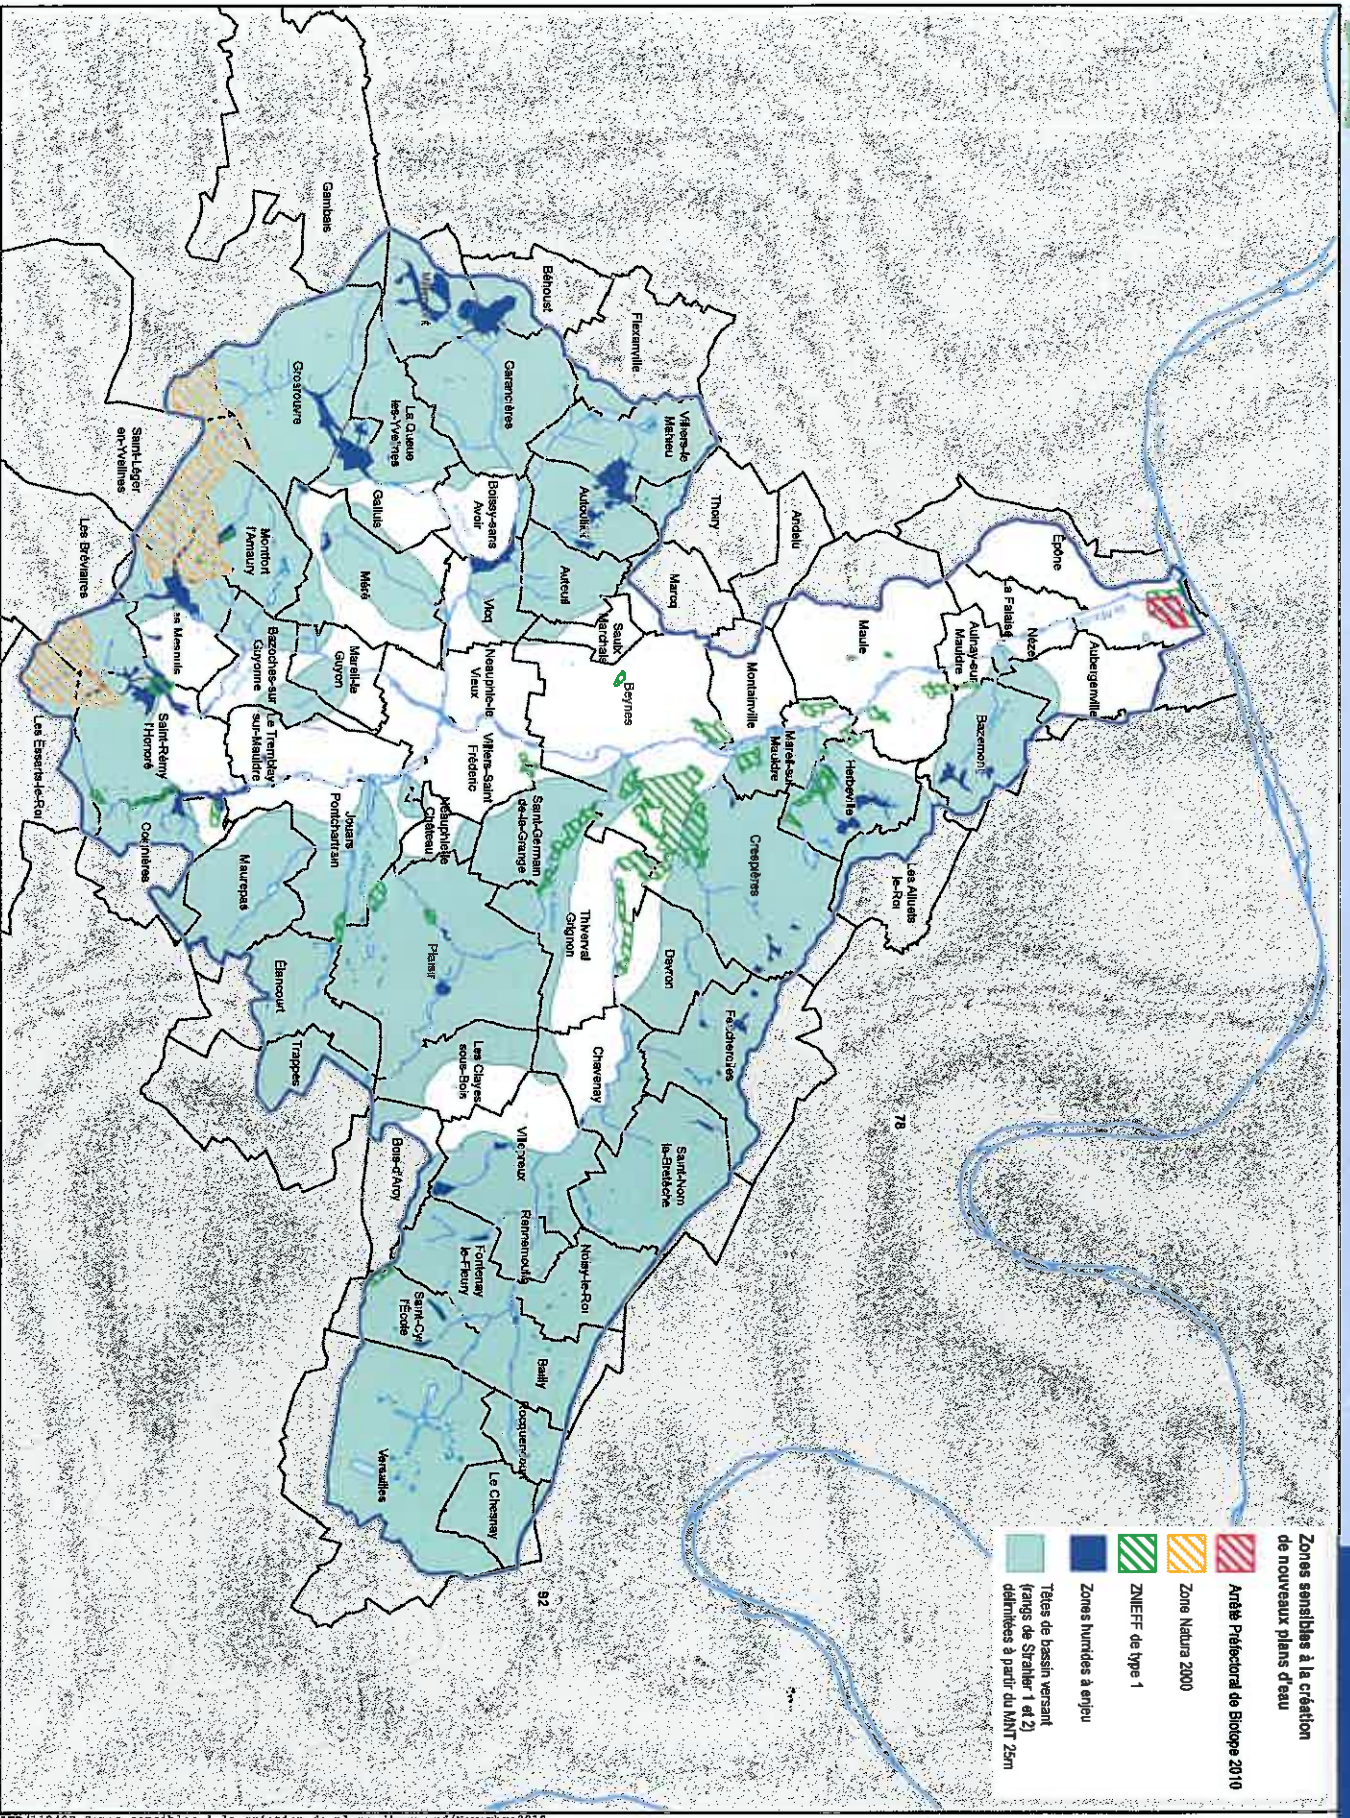 Zones sensibles à la création
de nouveaux plans d'eau
Arrêté Préfectoral de Biotope 2010
Zone Natura 2000
ZNIEFF de type 1
Zones humides à enjeu
Têtes de bassin versant
(rangs de Strahler 1 et 2)
délimitées à partir du MNT 25m
Épône
Aubergenville
Nézel
La Falaise
Aulnay-sur
Mauldre
Bazemont
Les Alluets
le-Roi
Andelu
Maule
Herbeville
Thoiry
Montainville
Mareil-sur
Mauldre
Crespières
78
Marcq
Feucherolles
Villiers-le
Mahieu
Flexanville
Saulx
Marchais
Beynes
Davron
Saint-Nom
la-Bretèche
Béhoust
Autouillet
Auteuil
Thiverval
Grignon
Chavenay
Noisy-le-Roi
Garancières
Boissy-sans
Avoir
Vicq
Neauphle-le
Vieux
Villiers-Saint
Fréderic
Saint-Germain
de-la-Grange
Villepreux
Rennemoulin
Bailly
Rocquencourt
Le Chesnay
92
La Queue
les-Yvelines
Neauphle-le
Château
Plaisir
Les Clayes
sous-Bois
Fontenay
le-Fleury
Saint-Cyr
l'École
Versailles
Bois-d'Arcy
Galluis
Méré
Mareil-le
Guyon
Jouars
Pontchartrain
Gambais
Grosrouvre
Montfort
l'Amaury
Bazoches-sur
Guyonne
Le Tremblay
sur-Mauldre
Maurepas
Élancourt
Trappes
Saint-Léger
en-Yvelines
Les Mesnuls
Saint-Rémy
l'Honoré
Coignières
Les Bréviaires
Les Essarts-le-Roi